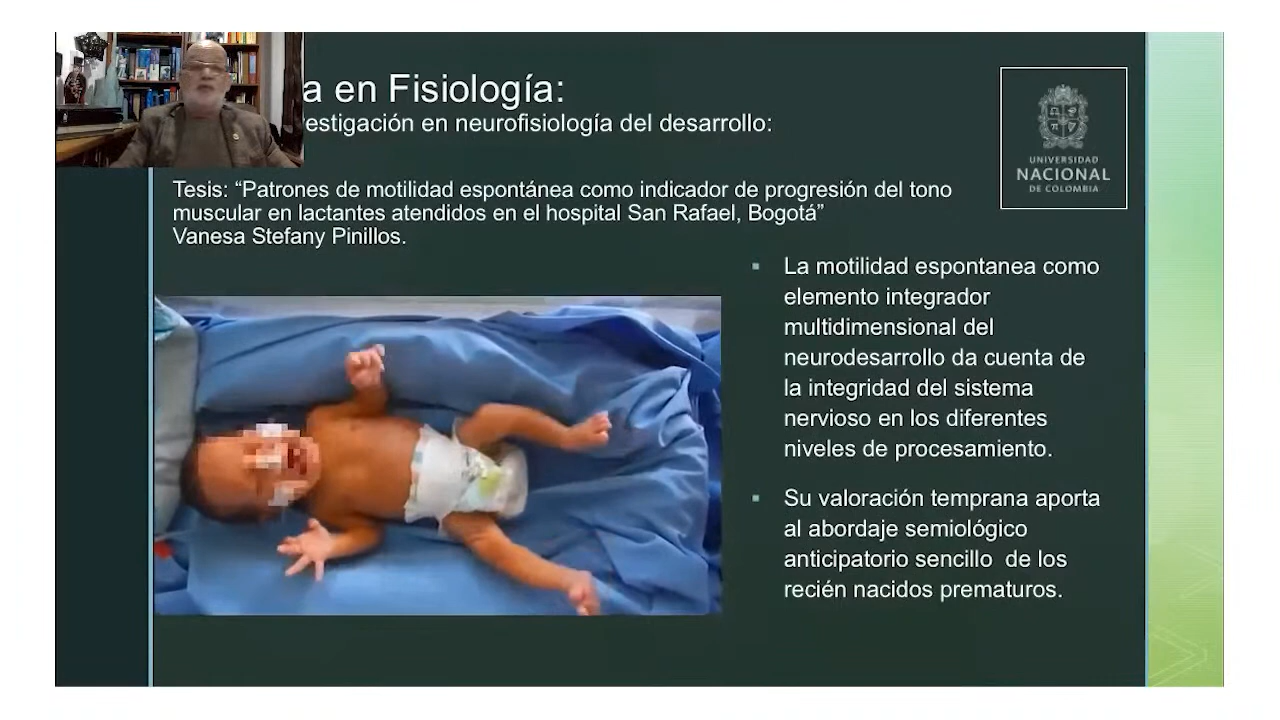 a en Fisiología:
estigación en neurofisiología del desarrollo:
UNIVERSIDAD
NACIONAL
DE COLOMBIA
Tesis: “Patrones de motilidad espontánea como indicador de progresión del tono
muscular en lactantes atendidos en el hospital San Rafael, Bogotá”
Vanesa Stefany Pinillos.
▪ La motilidad espontanea como
elemento integrador
multidimensional del
neurodesarrollo da cuenta de
la integridad del sistema
nervioso en los diferentes
niveles de procesamiento.
▪ Su valoración temprana aporta
al abordaje semiológico
anticipatorio sencillo  de los
recién nacidos prematuros.